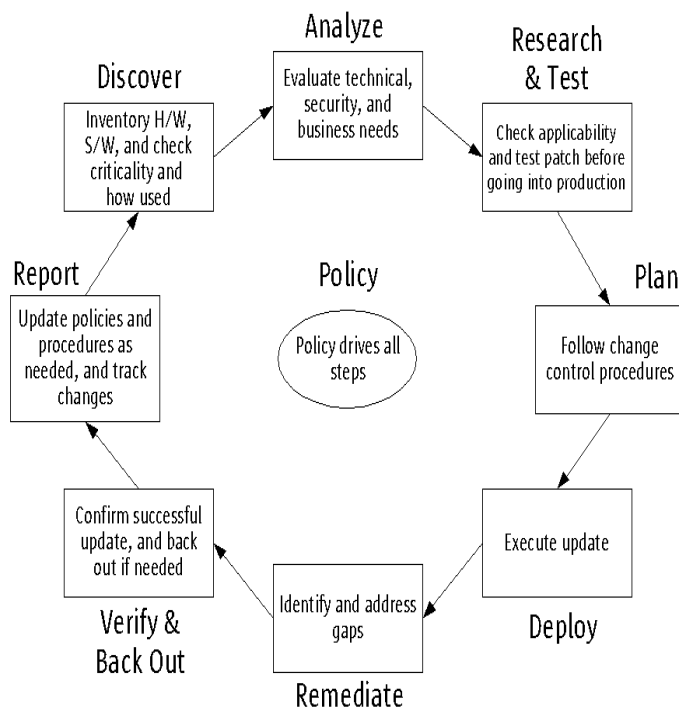 Analyze
Evaluate technical,
security, and
business needs
Research
& Test
Check applicability
and test patch before
going into production
Plan
Follow change
control procedures
Execute update
Deploy
Identify and address
gaps
Remediate
Confirm successful
update, and back
out if needed
Verify &
Back Out
Report
Update policies and
procedures as
needed, and track
changes
Discover
Inventory H/W,
S/W, and check
criticality and
how used
Policy
Policy drives all
steps